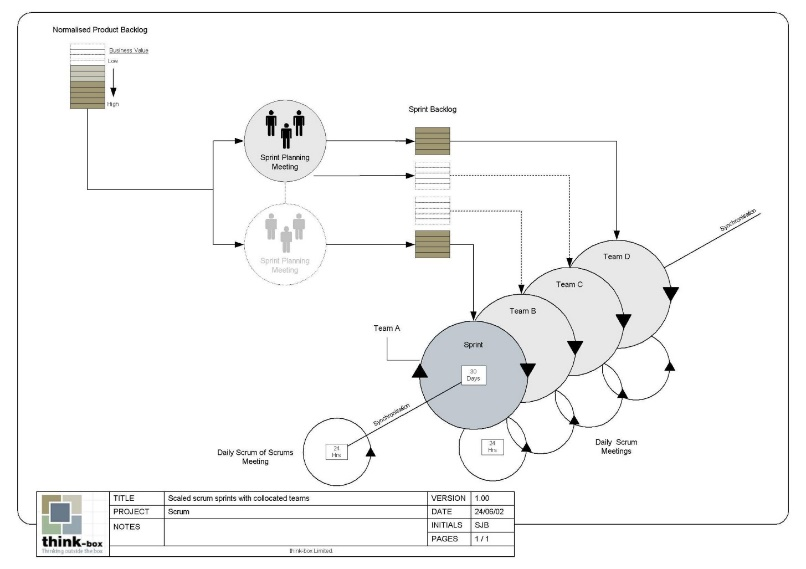 Normalised Product Backlog
Business Value
Low
High
Sprint Backlog
Sprint Planning
Meeting
Sprint Planning
Meeting
Synchronisation
Team D
Team C
Team B
Team A
Sprint
30
Days
Synchronisation
24
Hrs
Daily Scrum of Scrums
Meeting
24
Hrs
Daily Scrum
Meetings
think-box
Thinking outside the box
TITLE Scaled scrum sprints with collocated teams VERSION 1.00
PROJECT Scrum DATE 24/06/02
NOTES INITIALS SJB
PAGES 1 / 1
think-box Limited.